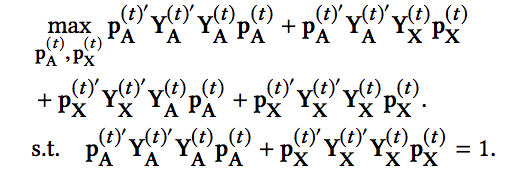 max p_A^{(t)′} Y_A^{(t)′} Y_A^{(t)} p_A^{(t)} + p_A^{(t)′} Y_A^{(t)′} Y_X^{(t)} p_X^{(t)}
p_A^{(t)}, p_X^{(t)}
+ p_X^{(t)′} Y_X^{(t)′} Y_A^{(t)} p_A^{(t)} + p_X^{(t)′} Y_X^{(t)′} Y_X^{(t)} p_X^{(t)}.
s.t. p_A^{(t)′} Y_A^{(t)′} Y_A^{(t)} p_A^{(t)} + p_X^{(t)′} Y_X^{(t)′} Y_X^{(t)} p_X^{(t)} = 1.